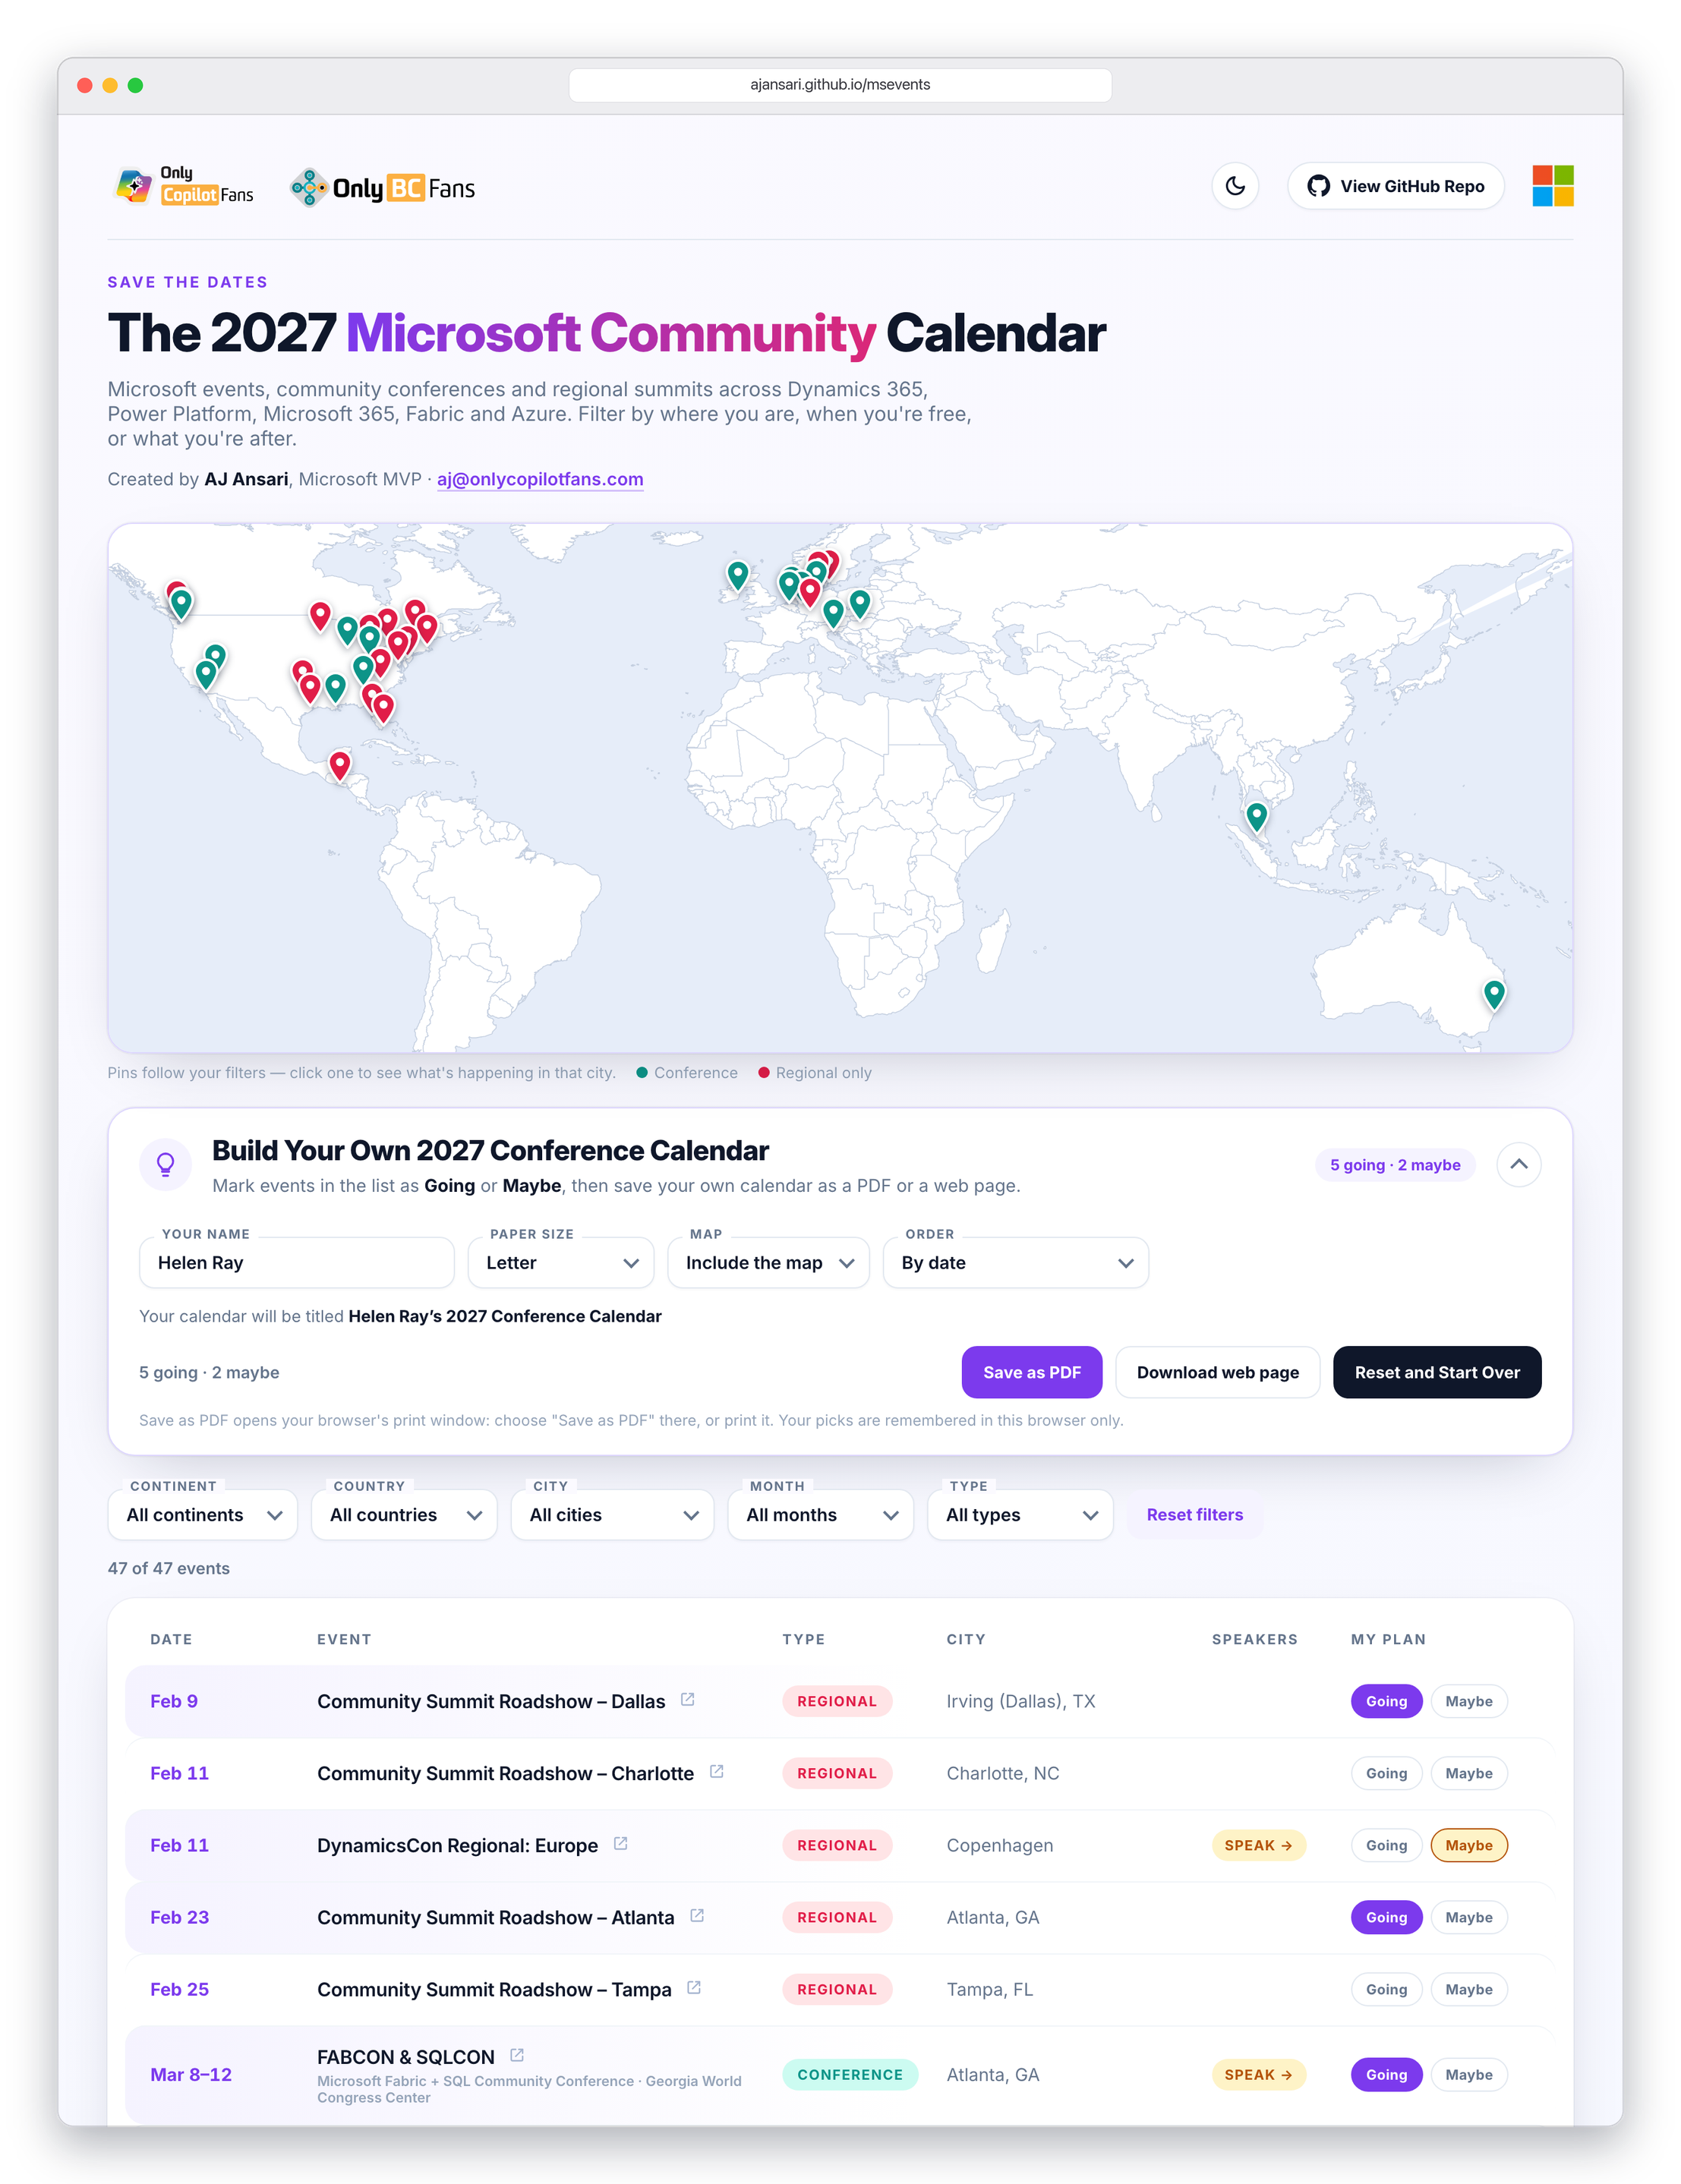 ajansari.github.io/msevents
Only
Copilot Fans
Only BC Fans
View GitHub Repo
SAVE THE DATES
The 2027 Microsoft Community Calendar
Microsoft events, community conferences and regional summits across Dynamics 365,
Power Platform, Microsoft 365, Fabric and Azure. Filter by where you are, when you're free,
or what you're after.
Created by AJ Ansari, Microsoft MVP · aj@onlycopilotfans.com
Pins follow your filters — click one to see what's happening in that city. Conference Regional only
Build Your Own 2027 Conference Calendar
Mark events in the list as Going or Maybe, then save your own calendar as a PDF or a web page.
5 going · 2 maybe
YOUR NAME PAPER SIZE MAP ORDER
Helen Ray Letter Include the map By date
Your calendar will be titled Helen Ray’s 2027 Conference Calendar
5 going · 2 maybe Save as PDF Download web page Reset and Start Over
Save as PDF opens your browser's print window: choose "Save as PDF" there, or print it. Your picks are remembered in this browser only.
CONTINENT COUNTRY CITY MONTH TYPE
All continents All countries All cities All months All types Reset filters
47 of 47 events
DATE EVENT TYPE CITY SPEAKERS MY PLAN
Feb 9 Community Summit Roadshow – Dallas REGIONAL Irving (Dallas), TX Going Maybe
Feb 11 Community Summit Roadshow – Charlotte REGIONAL Charlotte, NC Going Maybe
Feb 11 DynamicsCon Regional: Europe REGIONAL Copenhagen SPEAK → Going Maybe
Feb 23 Community Summit Roadshow – Atlanta REGIONAL Atlanta, GA Going Maybe
Feb 25 Community Summit Roadshow – Tampa REGIONAL Tampa, FL Going Maybe
Mar 8–12 FABCON & SQLCON CONFERENCE Atlanta, GA SPEAK → Going Maybe
Microsoft Fabric + SQL Community Conference · Georgia World
Congress Center